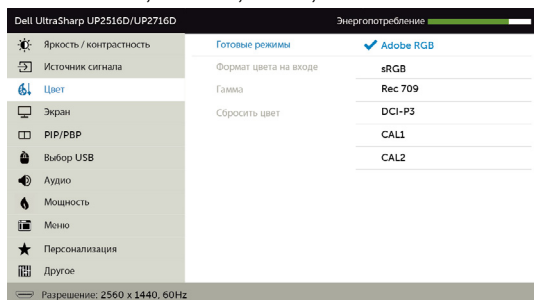 Dell UltraSharp UP2516D/UP2716D Энергопотребление
Яркость / контрастность Готовые режимы Adobe RGB
Источник сигнала Формат цвета на входе sRGB
Цвет Гамма Rec 709
Экран Сбросить цвет DCI-P3
PIP/PBP CAL1
Выбор USB CAL2
Аудио
Мощность
Меню
Персонализация
Другое
Разрешение: 2560 x 1440, 60Hz